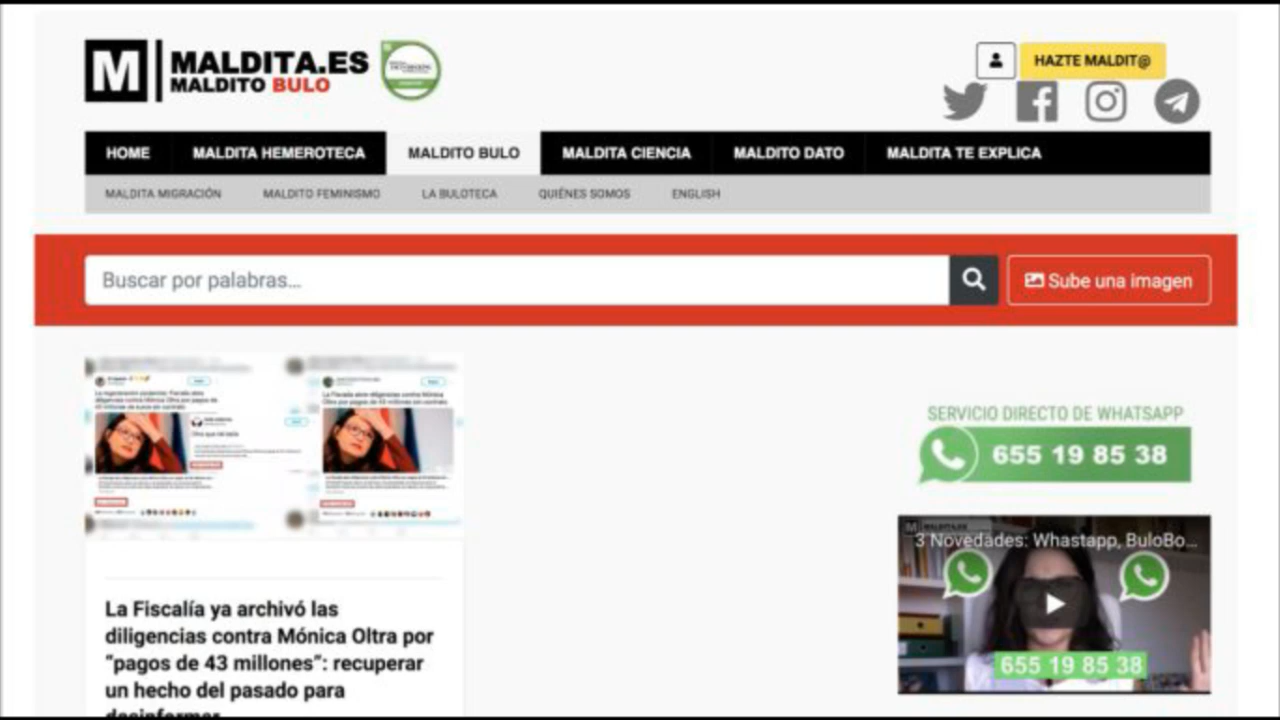 M MALDITA.ES
MALDITO BULO
HAZTE MALDIT@
HOME MALDITA HEMEROTECA MALDITO BULO MALDITA CIENCIA MALDITO DATO MALDITA TE EXPLICA
MALDITA MIGRACIÓN MALDITO FEMINISMO LA BULOTECA QUIÉNES SOMOS ENGLISH
Buscar por palabras... Sube una imagen
SERVICIO DIRECTO DE WHATSAPP
655 19 85 38
M MALDITA.ES
3 Novedades: Whastapp, BuloBo...
655 19 85 38
La Fiscalía ya archivó las
diligencias contra Mónica Oltra por
“pagos de 43 millones”: recuperar
un hecho del pasado para
desinformar